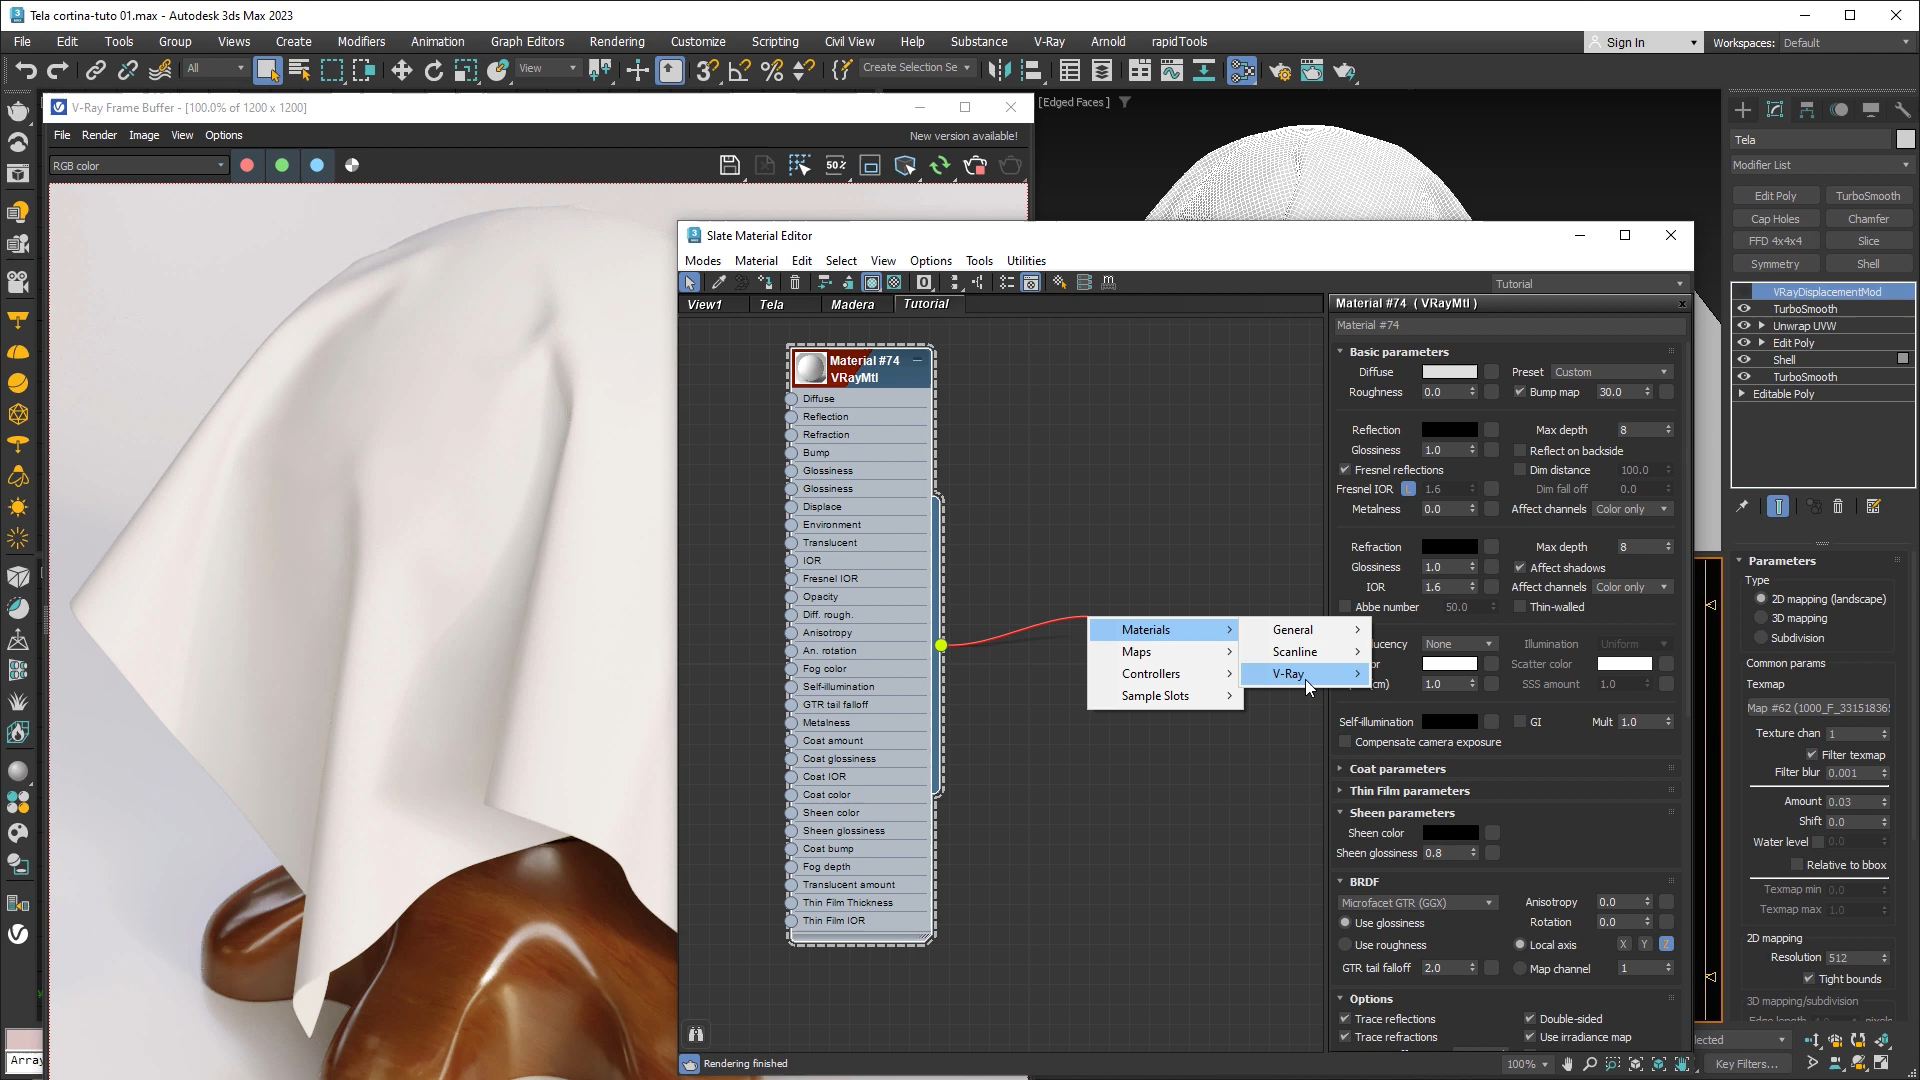 Tela cortina-tuto 01.max - Autodesk 3ds Max 2023
File Edit Tools Group Views Create Modifiers Animation Graph Editors Rendering Customize Scripting Civil View Help Substance V-Ray Arnold rapidTools
Sign In Workspaces: Default
All View Create Selection Se
V-Ray Frame Buffer - [100.0% of 1200 x 1200]
[Edged Faces ]
File Render Image View Options New version available!
RGB color
50%
Tela
Modifier List
Edit Poly TurboSmooth
Cap Holes Chamfer
FFD 4x4x4 Slice
Symmetry Shell
VRayDisplacementMod
TurboSmooth
Unwrap UVW
Edit Poly
Shell
TurboSmooth
Editable Poly
Slate Material Editor
Modes Material Edit Select View Options Tools Utilities
Tutorial
View1 Tela Madera Tutorial
Material #74
VRayMtl
Diffuse
Reflection
Refraction
Bump
Glossiness
Glossiness
Displace
Environment
Translucent
IOR
Fresnel IOR
Opacity
Diff. rough.
Anisotropy
An. rotation
Fog color
Self-illumination
GTR tail falloff
Metalness
Coat amount
Coat glossiness
Coat IOR
Coat color
Sheen color
Sheen glossiness
Coat bump
Fog depth
Translucent amount
Thin Film Thickness
Thin Film IOR
Materials
Maps
Controllers
Sample Slots
General
Scanline
V-Ray
Material #74 ( VRayMtl )
Material #74
Basic parameters
Diffuse Preset Custom
Roughness 0.0 Bump map 30.0
Reflection Max depth 8
Glossiness 1.0 Reflect on backside
Fresnel reflections Dim distance 100.0
Fresnel IOR L 1.6 Dim fall off 0.0
Metalness 0.0 Affect channels Color only
Refraction Max depth 8
Glossiness 1.0 Affect shadows
IOR 1.6 Affect channels Color only
Abbe number 50.0 Thin-walled
ucency None Illumination Uniform
Scatter color
(cm) 1.0 SSS amount 1.0
Self-illumination GI Mult 1.0
Compensate camera exposure
Coat parameters
Thin Film parameters
Sheen parameters
Sheen color
Sheen glossiness 0.8
BRDF
Microfacet GTR (GGX) Anisotropy 0.0
Use glossiness Rotation 0.0
Use roughness Local axis X Y Z
GTR tail falloff 2.0 Map channel 1
Options
Trace reflections Double-sided
Trace refractions Use irradiance map
Parameters
Type
2D mapping (landscape)
3D mapping
Subdivision
Common params
Texmap
Map #62 (1000_F_33151836
Texture chan 1
Filter texmap
Filter blur 0.001
Amount 0.03
Shift 0.0
Water level 0.0
Relative to bbox
Texmap min 0.0
Texmap max 1.0
2D mapping
Resolution 512
Tight bounds
3D mapping/subdivision
Array
Rendering finished 100%
lected
Key Filters...